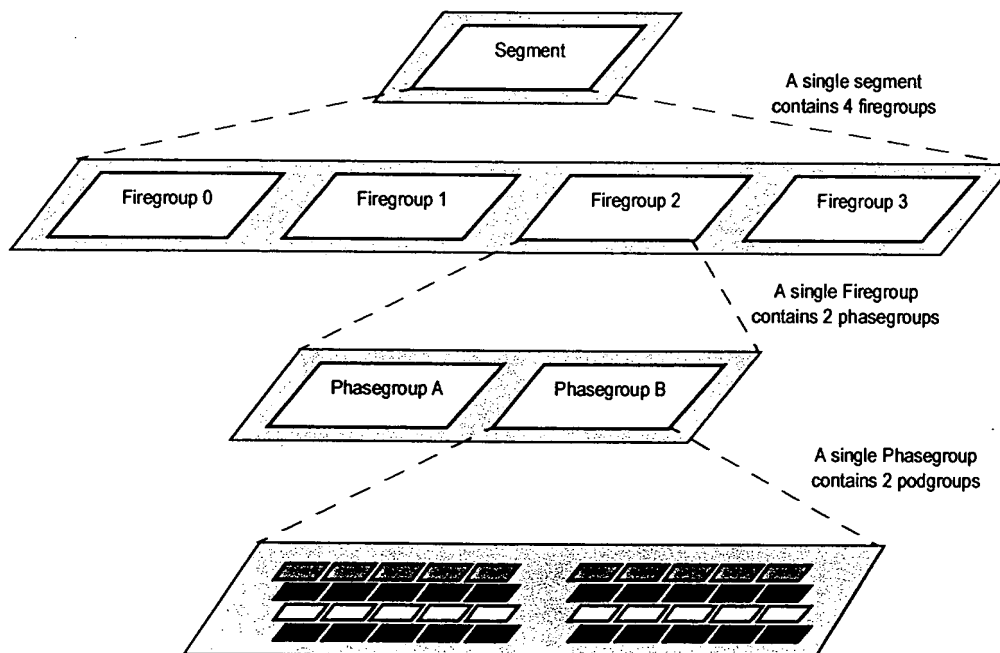 Segment
A single segment
contains 4 firegroups
Firegroup 0
Firegroup 1
Firegroup 2
Firegroup 3
A single Firegroup
contains 2 phasegroups
Phasegroup A
Phasegroup B
A single Phasegroup
contains 2 podgroups